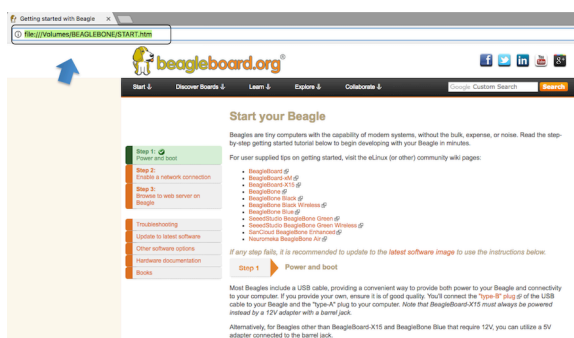 Getting started with Beagle
file:///Volumes/BEAGLEBONE/START.htm
beagleboard.org®
Start
Discover Boards
Learn
Explore
Collaborate
Google Custom Search
Search
Start your Beagle
Beagles are tiny computers with the capability of modern systems, without the bulk, expense, or noise. Read the step-
by-step getting started tutorial below to begin developing with your Beagle in minutes.
Step 1:
Power and boot
Step 2:
Enable a network connection
Step 3:
Browse to web server on
Beagle
Troubleshooting
Update to latest software
Other software options
Hardware documentation
Books
For user supplied tips on getting started, visit the eLinux (or other) community wiki pages:
BeagleBoard
BeagleBoard-xM
BeagleBoard-X15
BeagleBone
BeagleBone Black
BeagleBone Black Wireless
BeagleBone Blue
SeeedStudio BeagleBone Green
SeeedStudio BeagleBone Green Wireless
SanCloud BeagleBone Enhanced
Neuromeka BeagleBone Air
If any step fails, it is recommended to update to the latest software image to use the instructions below.
Step 1
Power and boot
Most Beagles include a USB cable, providing a convenient way to provide both power to your Beagle and connectivity
to your computer. If you provide your own, ensure it is of good quality. You'll connect the "type-B" plug of the USB
cable to your Beagle and the "type-A" plug to your computer. Note that BeagleBoard-X15 must always be powered
instead by a 12V adapter with a barrel jack.
Alternatively, for Beagles other than BeagleBoard-X15 and BeagleBone Blue that require 12V, you can utilize a 5V
adapter connected to the barrel jack.